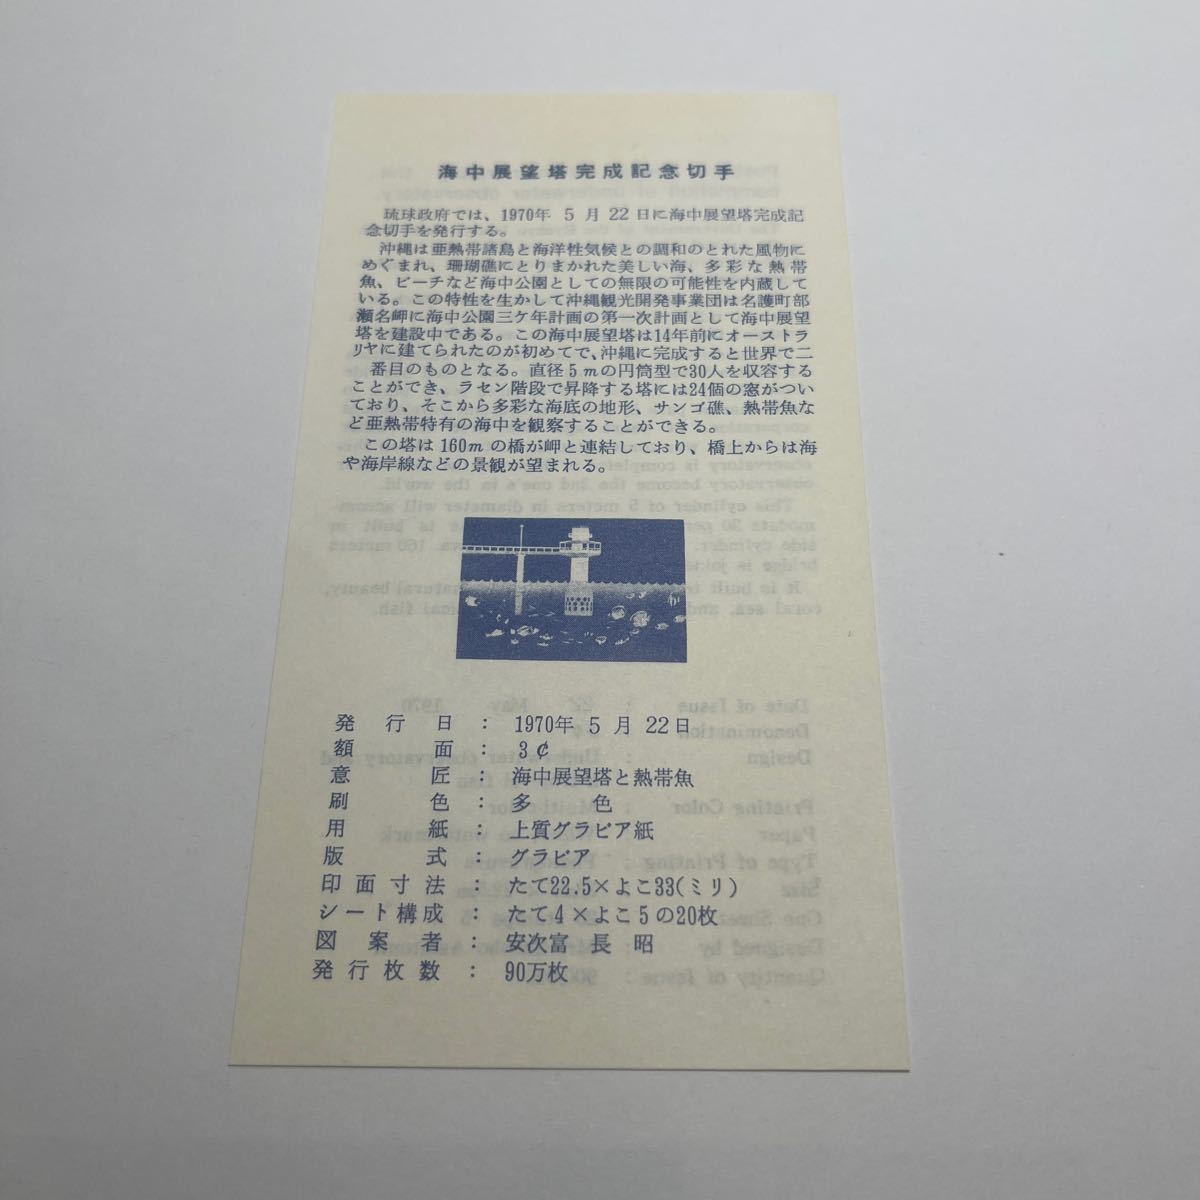 海中展望塔完成記念切手
琉球政府では、1970年 5 月 22 日に海中展望塔完成記
念切手を発行する。
沖縄は亜熱帯諸島と海洋性気候との調和のとれた風物に
めぐまれ、珊瑚礁にとりまかれた美しい海、多彩な熱帯
魚、ビーチなど海中公園としての無限の可能性を内蔵して
いる。この特性を生かして沖縄観光開発事業団は名護町部
瀬名岬に海中公園三ケ年計画の第一次計画として海中展望
塔を建設中である。この海中展望塔は14年前にオーストラ
リヤに建てられたのが初めてで、沖縄に完成すると世界で二
番目のものとなる。直径5mの円筒型で30人を収容する
ことができ、ラセン階段で昇降する塔には24個の窓がつい
ており、そこから多彩な海底の地形、サンゴ礁、熱帯魚な
ど亜熱帯特有の海中を観察することができる。
この塔は 160m の橋が岬と連結しており、橋上からは海
や海岸線などの景観が望まれる。
発行日： 1970年 5 月 22日
額面： 3￠
意匠： 海中展望塔と熱帯魚
刷色： 多色
用紙： 上質グラビア紙
版式： グラビア
印面寸法： たて22.5×よこ33(ミリ)
シート構成： たて4×よこ5の20枚
図案者： 安次富 長 昭
発行枚数： 90万枚